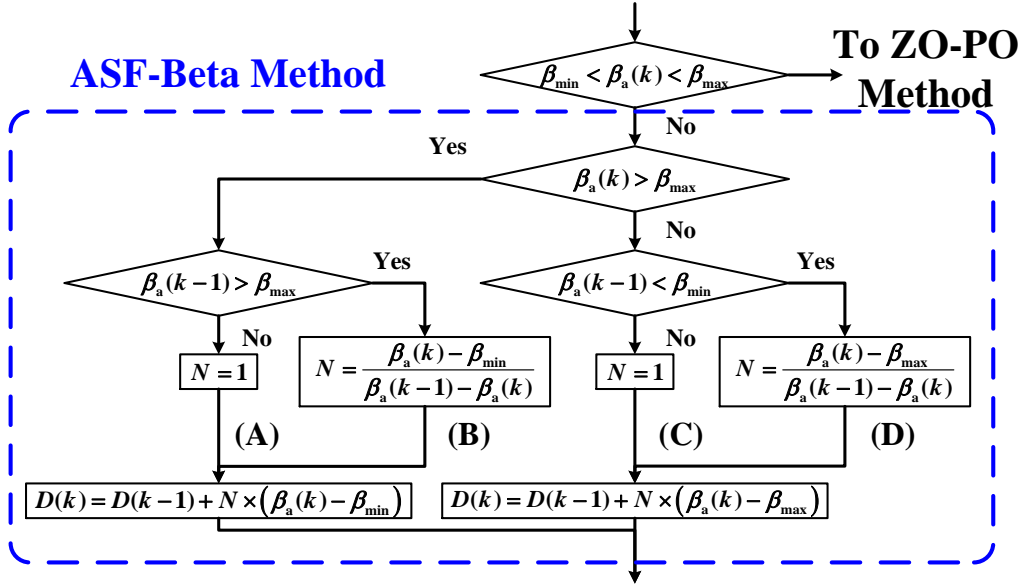 ASF-Beta Method
To ZO-PO
Method
β_min < β_a(k) < β_max
No
Yes
β_a(k) > β_max
No
β_a(k−1) > β_max
Yes
β_a(k−1) < β_min
Yes
No
No
N = 1
N = (β_a(k) − β_min) / (β_a(k−1) − β_a(k))
N = 1
N = (β_a(k) − β_max) / (β_a(k−1) − β_a(k))
(A)
(B)
(C)
(D)
D(k) = D(k−1) + N × (β_a(k) − β_min)
D(k) = D(k−1) + N × (β_a(k) − β_max)